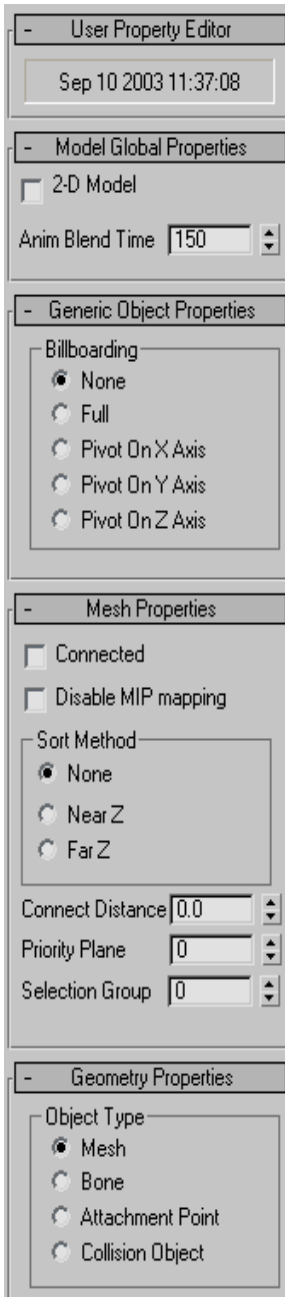 - User Property Editor
Sep 10 2003 11:37:08
- Model Global Properties
2-D Model
Anim Blend Time 150
- Generic Object Properties
Billboarding
None
Full
Pivot On X Axis
Pivot On Y Axis
Pivot On Z Axis
- Mesh Properties
Connected
Disable MIP mapping
Sort Method
None
Near Z
Far Z
Connect Distance 0.0
Priority Plane 0
Selection Group 0
- Geometry Properties
Object Type
Mesh
Bone
Attachment Point
Collision Object